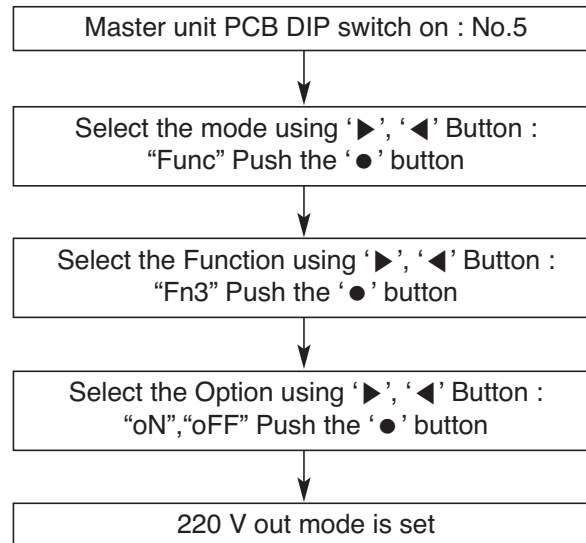 Master unit PCB DIP switch on : No.5
Select the mode using ‘▶’, ‘◀’ Button :
“Func” Push the ‘●’ button
Select the Function using ‘▶’, ‘◀’ Button :
“Fn3” Push the ‘●’ button
Select the Option using ‘▶’, ‘◀’ Button :
“oN”,“oFF” Push the ‘●’ button
220 V out mode is set